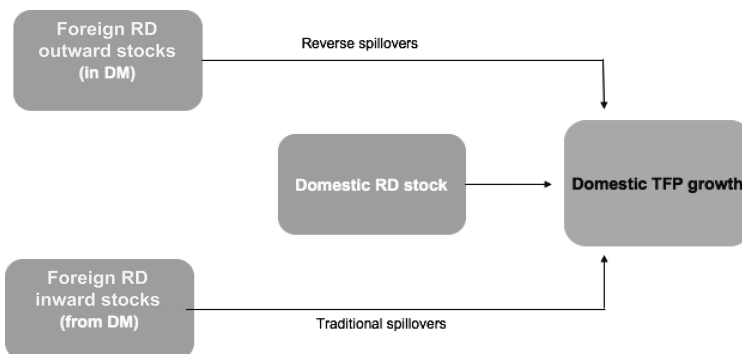 Foreign RD
outward stocks
(in DM)
Reverse spillovers
Domestic RD stock
Domestic TFP growth
Foreign RD
inward stocks
(from DM)
Traditional spillovers